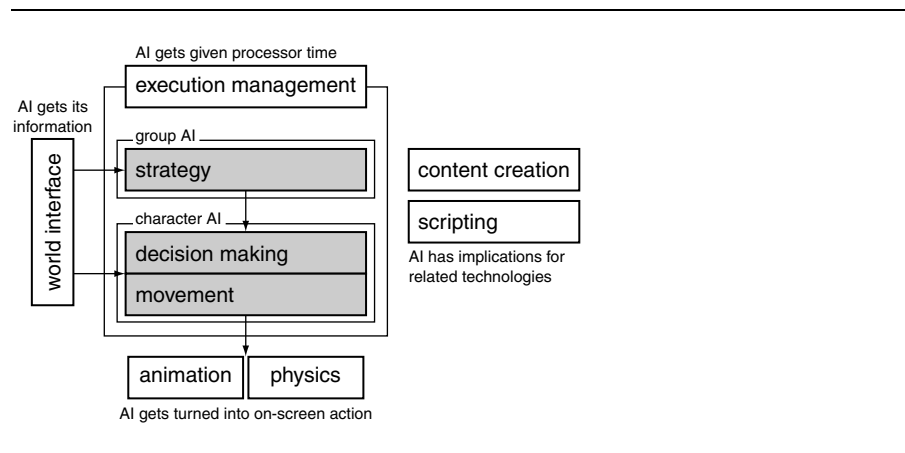 AI gets given processor time
execution management
AI gets its
information
group AI
strategy
world interface
character AI
decision making
movement
animation
physics
AI gets turned into on-screen action
content creation
scripting
AI has implications for
related technologies